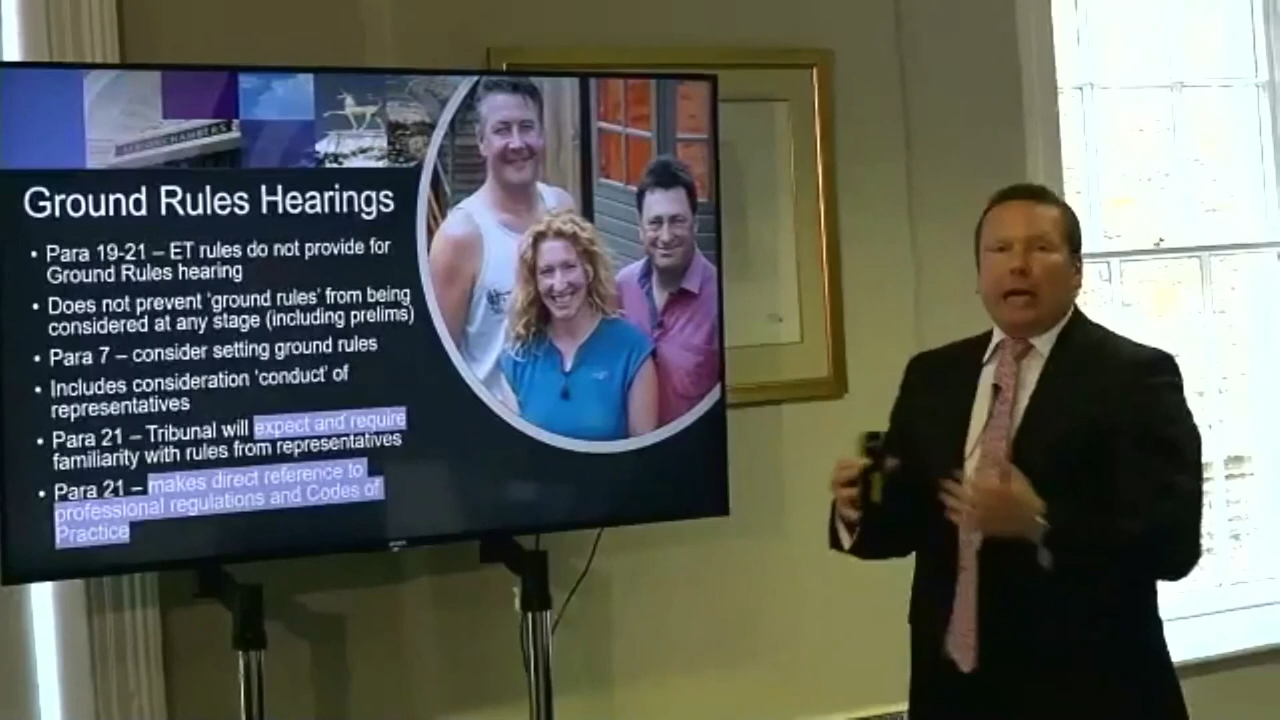 CHAMBERS
Ground Rules Hearings
• Para 19-21 – ET rules do not provide for
Ground Rules hearing
• Does not prevent ‘ground rules’ from being
considered at any stage (including prelims)
• Para 7 – consider setting ground rules
• Includes consideration ‘conduct’ of
representatives
• Para 21 – Tribunal will expect and require
familiarity with rules from representatives
• Para 21 – makes direct reference to
professional regulations and Codes of
Practice